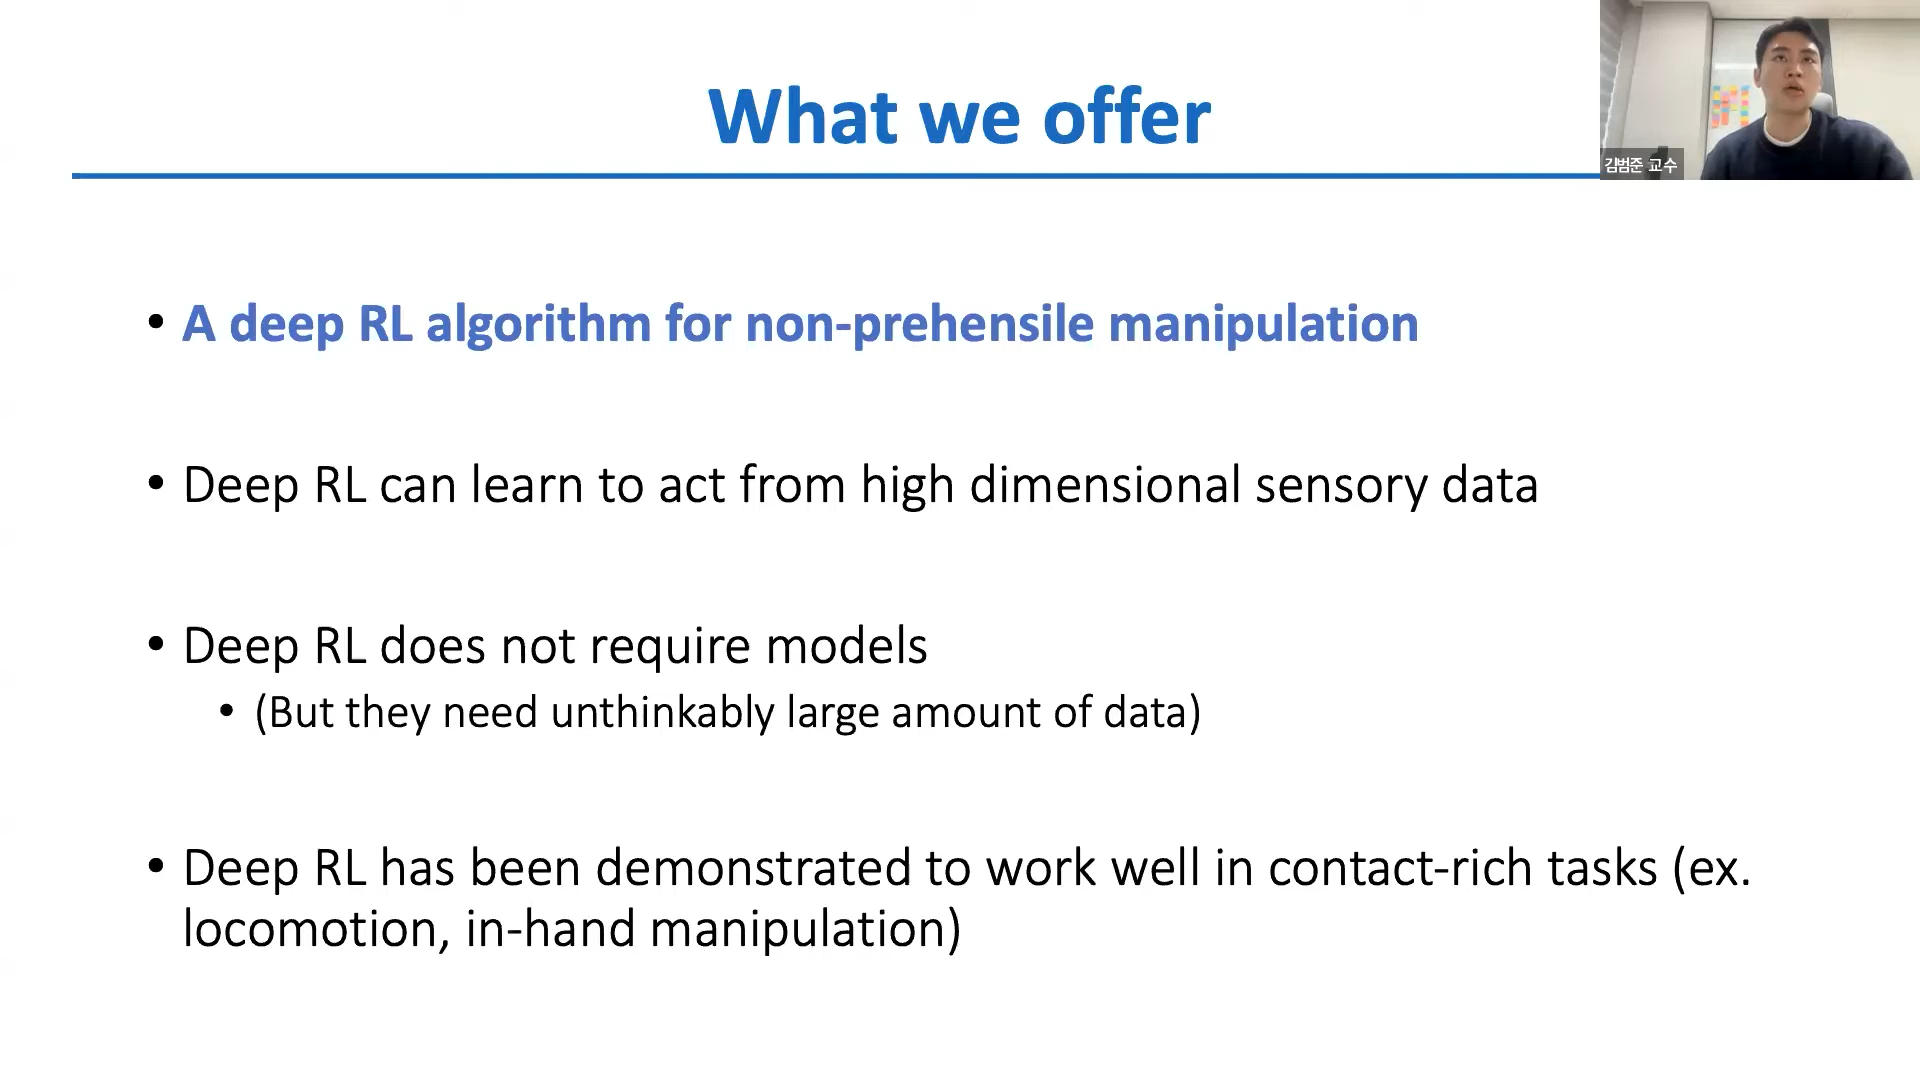 What we offer
김범준 교수
• A deep RL algorithm for non-prehensile manipulation
• Deep RL can learn to act from high dimensional sensory data
• Deep RL does not require models
• (But they need unthinkably large amount of data)
• Deep RL has been demonstrated to work well in contact-rich tasks (ex.
locomotion, in-hand manipulation)